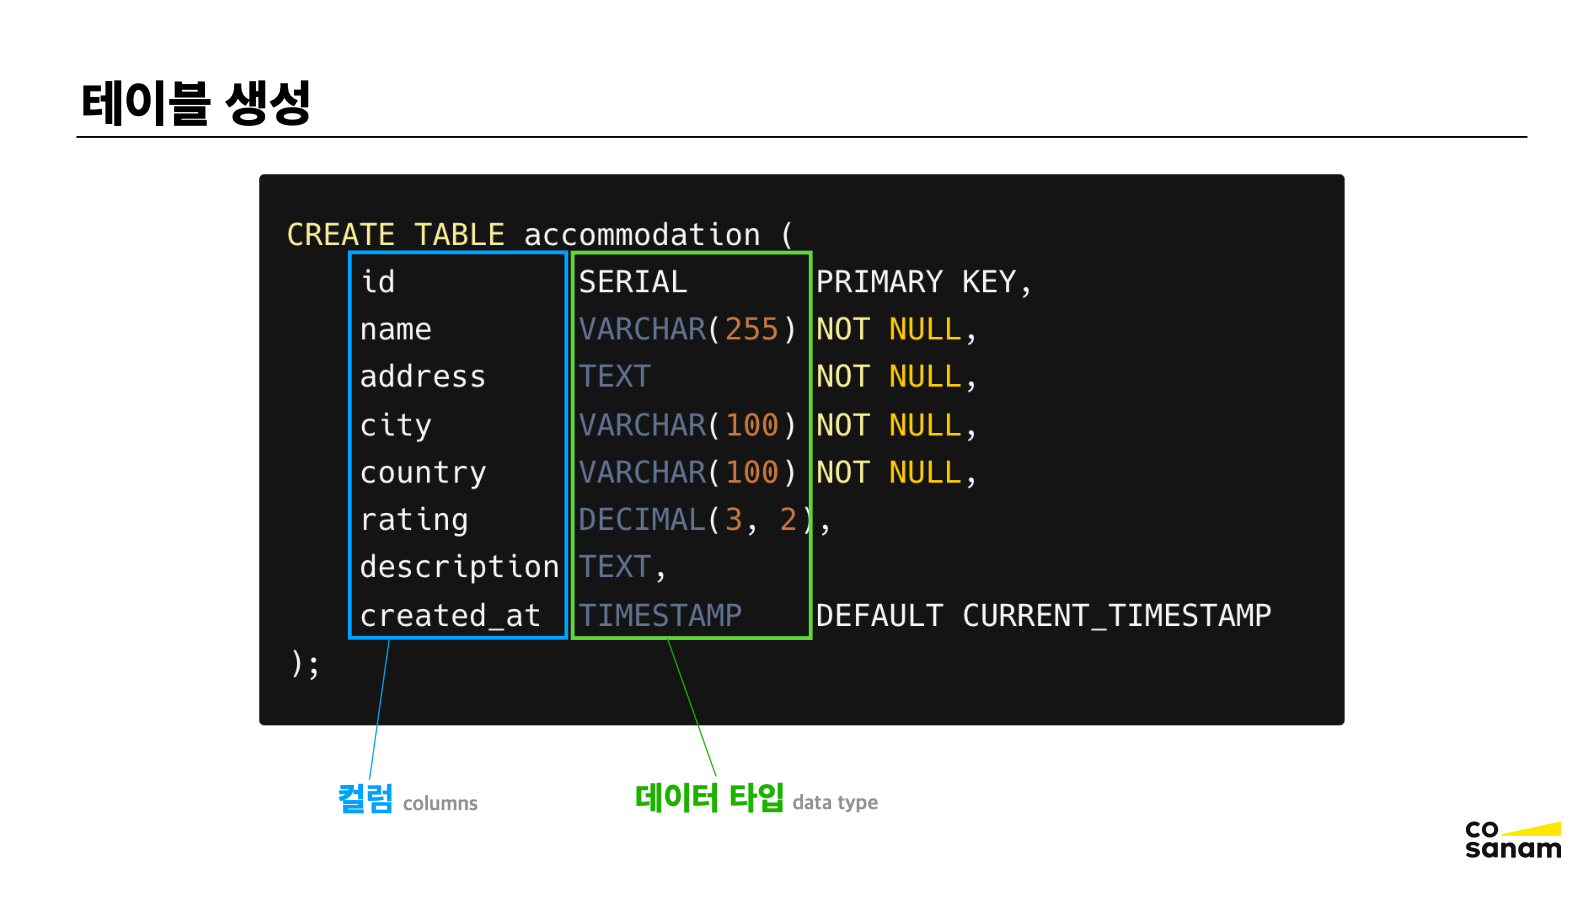 테이블 생성
CREATE TABLE accommodation (
id SERIAL PRIMARY KEY,
name VARCHAR(255) NOT NULL,
address TEXT NOT NULL,
city VARCHAR(100) NOT NULL,
country VARCHAR(100) NOT NULL,
rating DECIMAL(3, 2),
description TEXT,
created_at TIMESTAMP DEFAULT CURRENT_TIMESTAMP
);
컬럼 columns
데이터 타입 data type
co
sanam